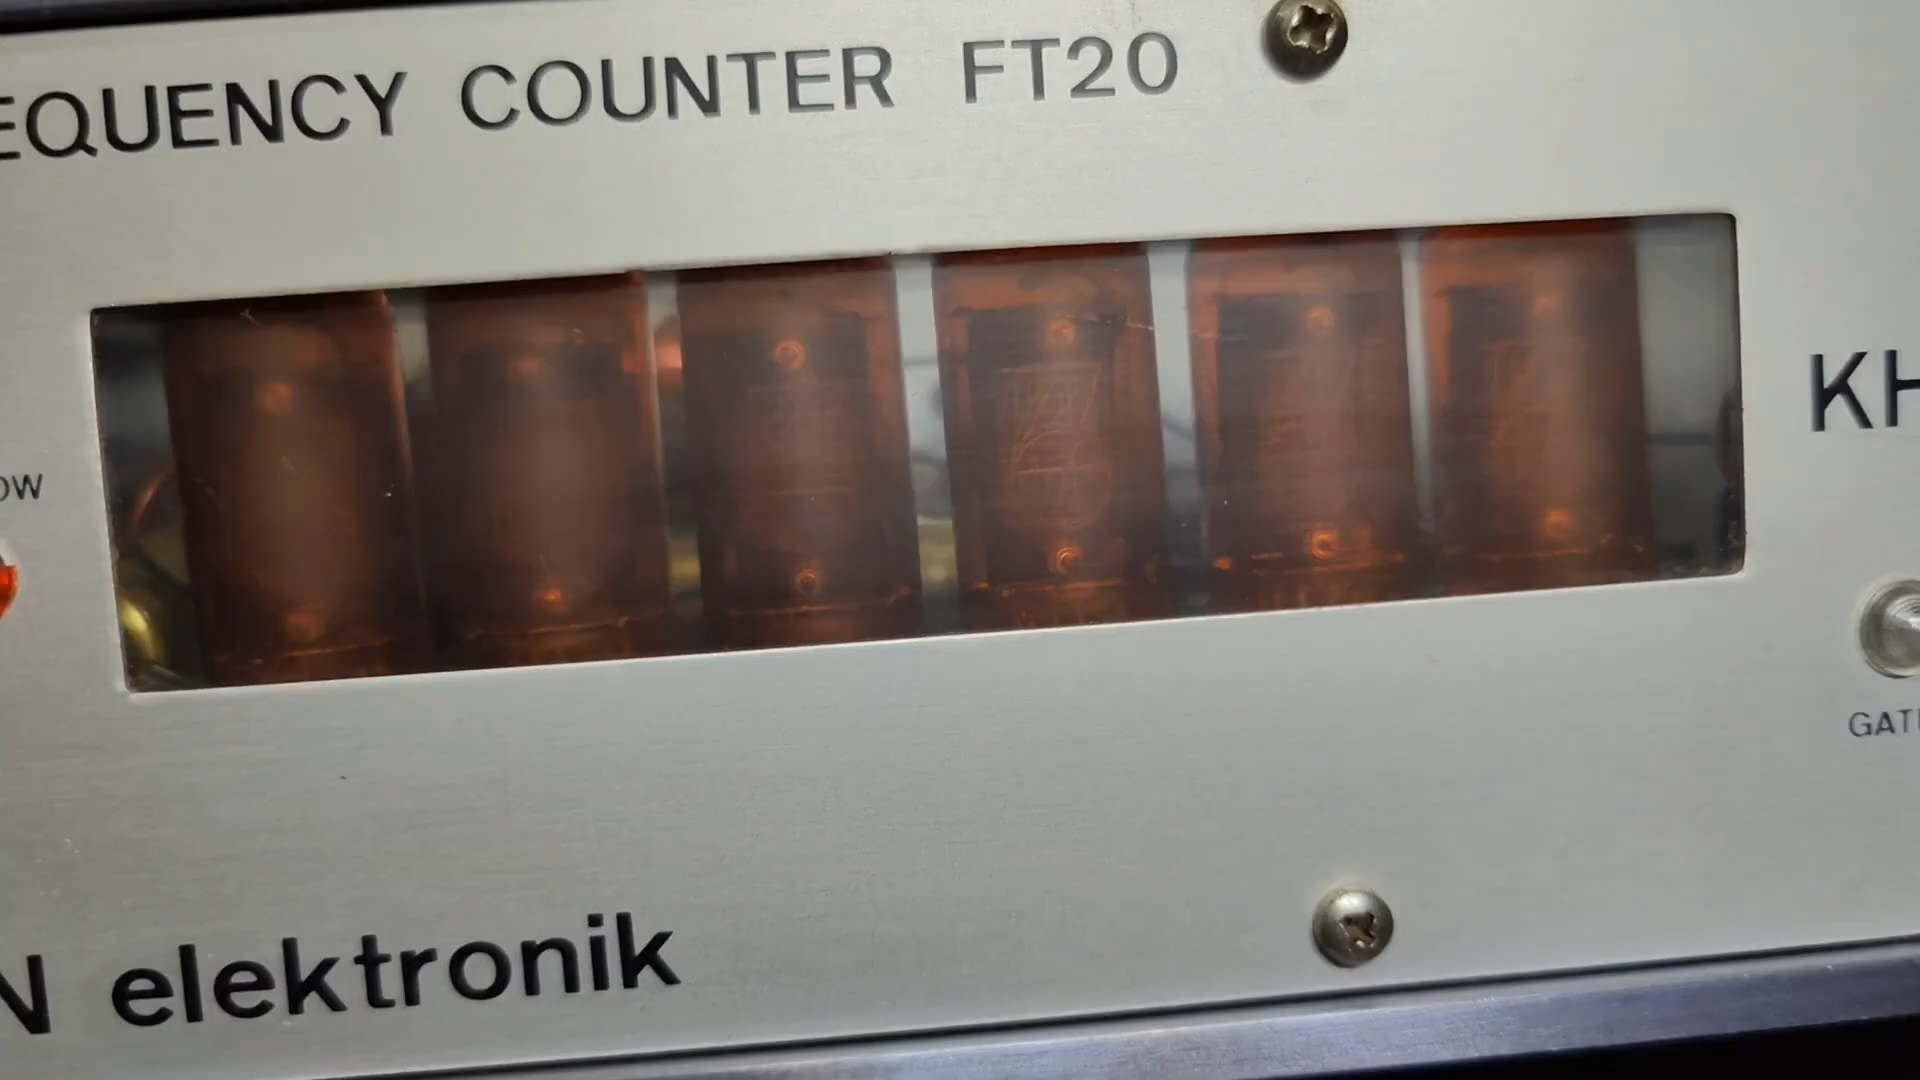 EQUENCY COUNTER FT20
OW
KH
GAT
N elektronik